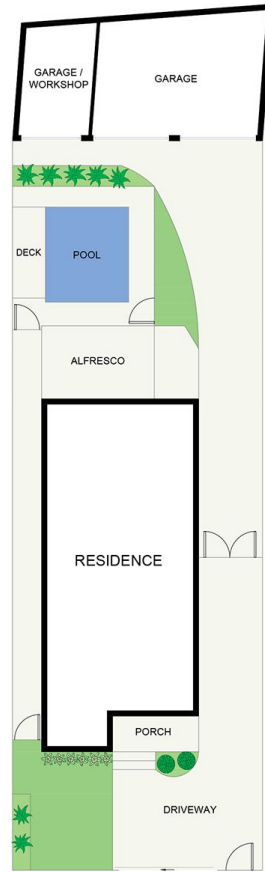 GARAGE /
WORKSHOP
GARAGE
DECK
POOL
ALFRESCO
RESIDENCE
PORCH
DRIVEWAY